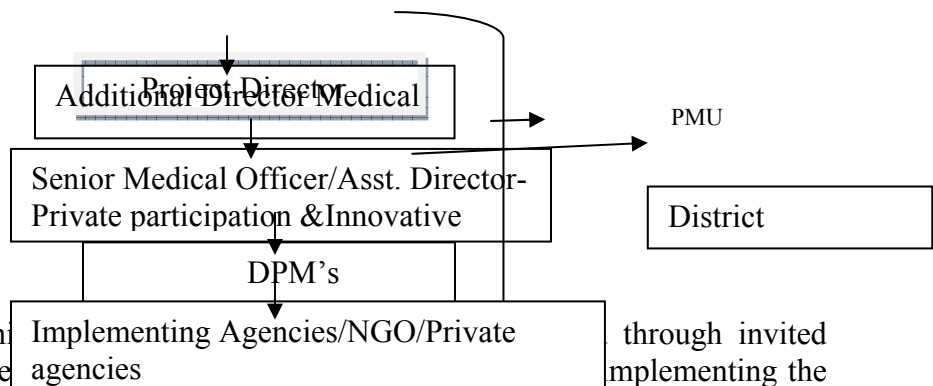 Project Director
Additional Director Medical
PMU
Senior Medical Officer/Asst. Director-
Private participation &Innovative
District
DPM’s
Implementing Agencies/NGO/Private
agencies
through invited
implementing the